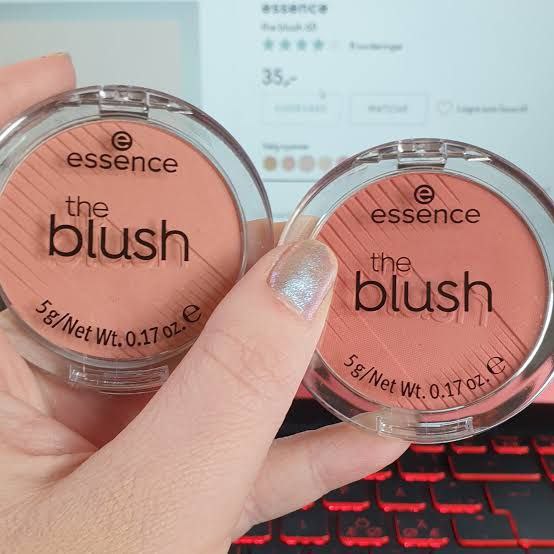 essence
35,-
essence
the
blush
5g/Net Wt. 0.17 oz. e
essence
the
blush
5g/Net Wt. 0.17 oz. e